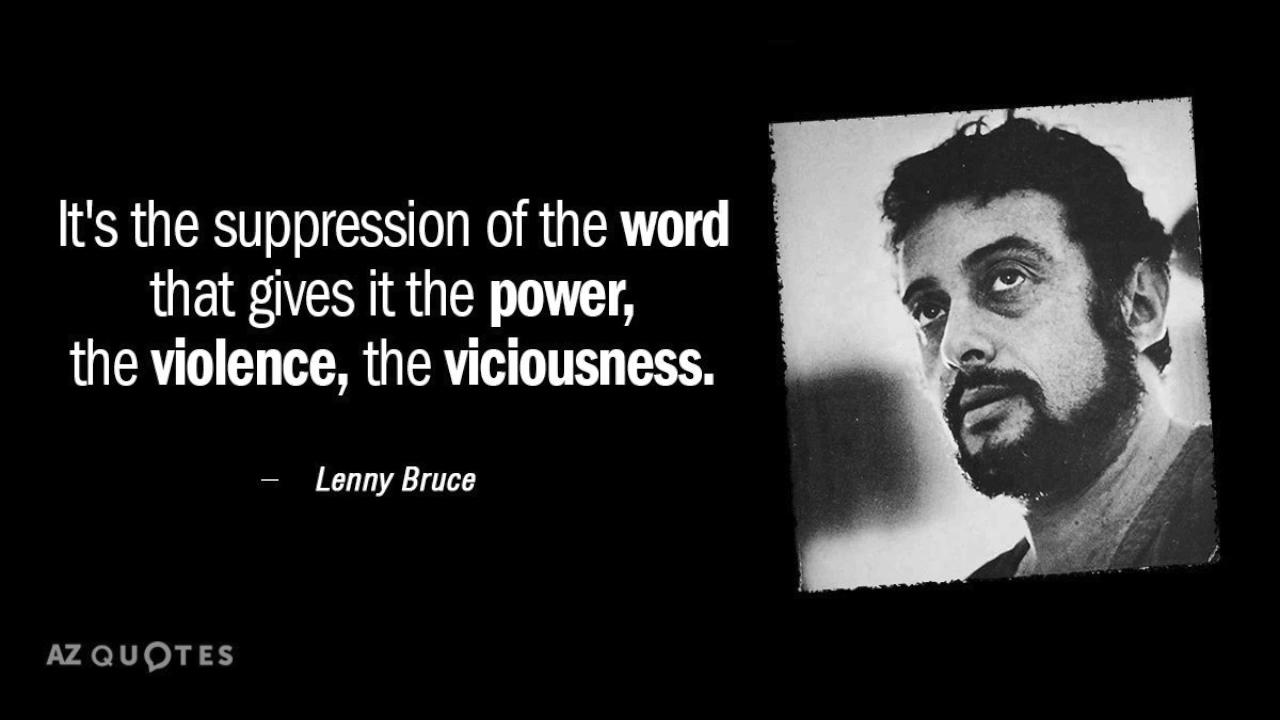 It's the suppression of the word
that gives it the power,
the violence, the viciousness.
— Lenny Bruce
AZ QUOTES